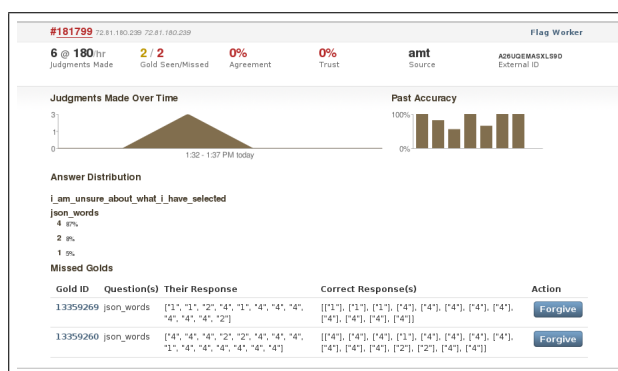 #181799 72.81.180.239 72.81.180.239 Flag Worker
6 @ 180/hr 2 / 2 0% 0% amt A26UQEMASXLS9D
Judgments Made Gold Seen/Missed Agreement Trust Source External ID
Judgments Made Over Time Past Accuracy
3 100%
1
0 0%
1:32 - 1:37 PM today
Answer Distribution
i_am_unsure_about_what_i_have_selected
json_words
4 87%
2 8%
1 5%
Missed Golds
Gold ID Question(s) Their Response Correct Response(s) Action
13359269 json_words ["1", "1", "2", "4", "1", "4", "4", "4", [["1"], ["1"], ["1"], ["4"], ["4"], ["4"], ["4"], ["4"], Forgive
"4", "4", "4", "2"] ["4"], ["4"], ["4"], ["4"]]
13359260 json_words ["4", "4", "4", "2", "2", "4", "4", "4", [["4"], ["4"], ["4"], ["1"], ["4"], ["4"], ["4"], ["4"], Forgive
"1", "4", "4", "4", "4", "4", "4"] ["4"], ["4"], ["4"], ["2"], ["2"], ["4"], ["4"]]